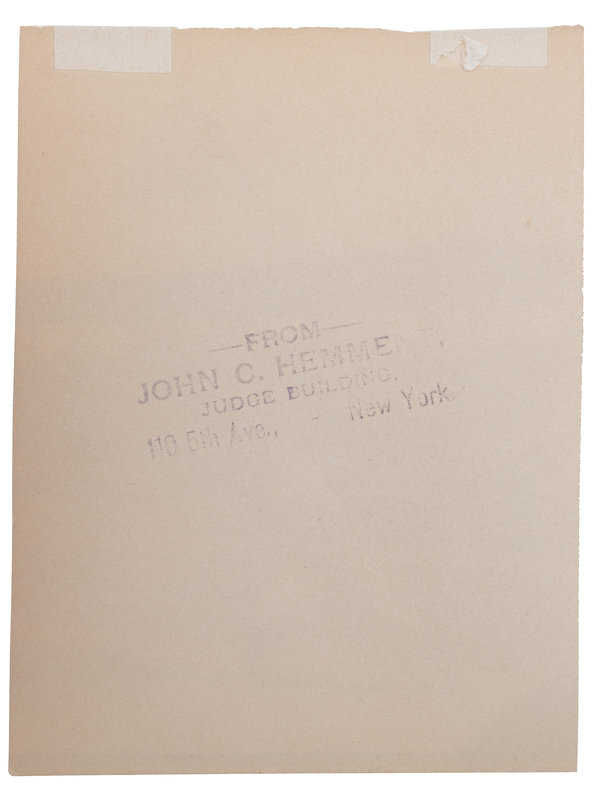 —FROM—
JOHN C.
JUDGE BUILDING,
110 5th Ave., - New York